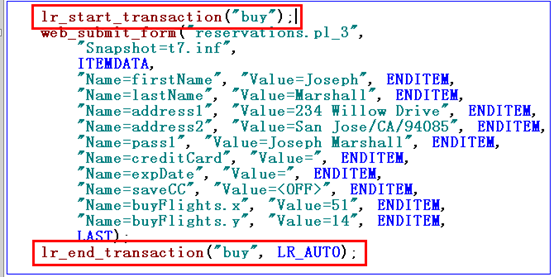 lr_start_transaction("buy");
web_submit_form("reservations.pl_3",
"Snapshot=t7.inf",
ITEMDATA,
"Name=firstName", "Value=Joseph", ENDITEM,
"Name=lastName", "Value=Marshall", ENDITEM,
"Name=address1", "Value=234 Willow Drive", ENDITEM,
"Name=address2", "Value=San Jose/CA/94085", ENDITEM,
"Name=pass1", "Value=Joseph Marshall", ENDITEM,
"Name=creditCard", "Value=", ENDITEM,
"Name=expDate", "Value=", ENDITEM,
"Name=saveCC", "Value=<OFF>", ENDITEM,
"Name=buyFlights.x", "Value=51", ENDITEM,
"Name=buyFlights.y", "Value=14", ENDITEM,
LAST);
lr_end_transaction("buy", LR_AUTO);